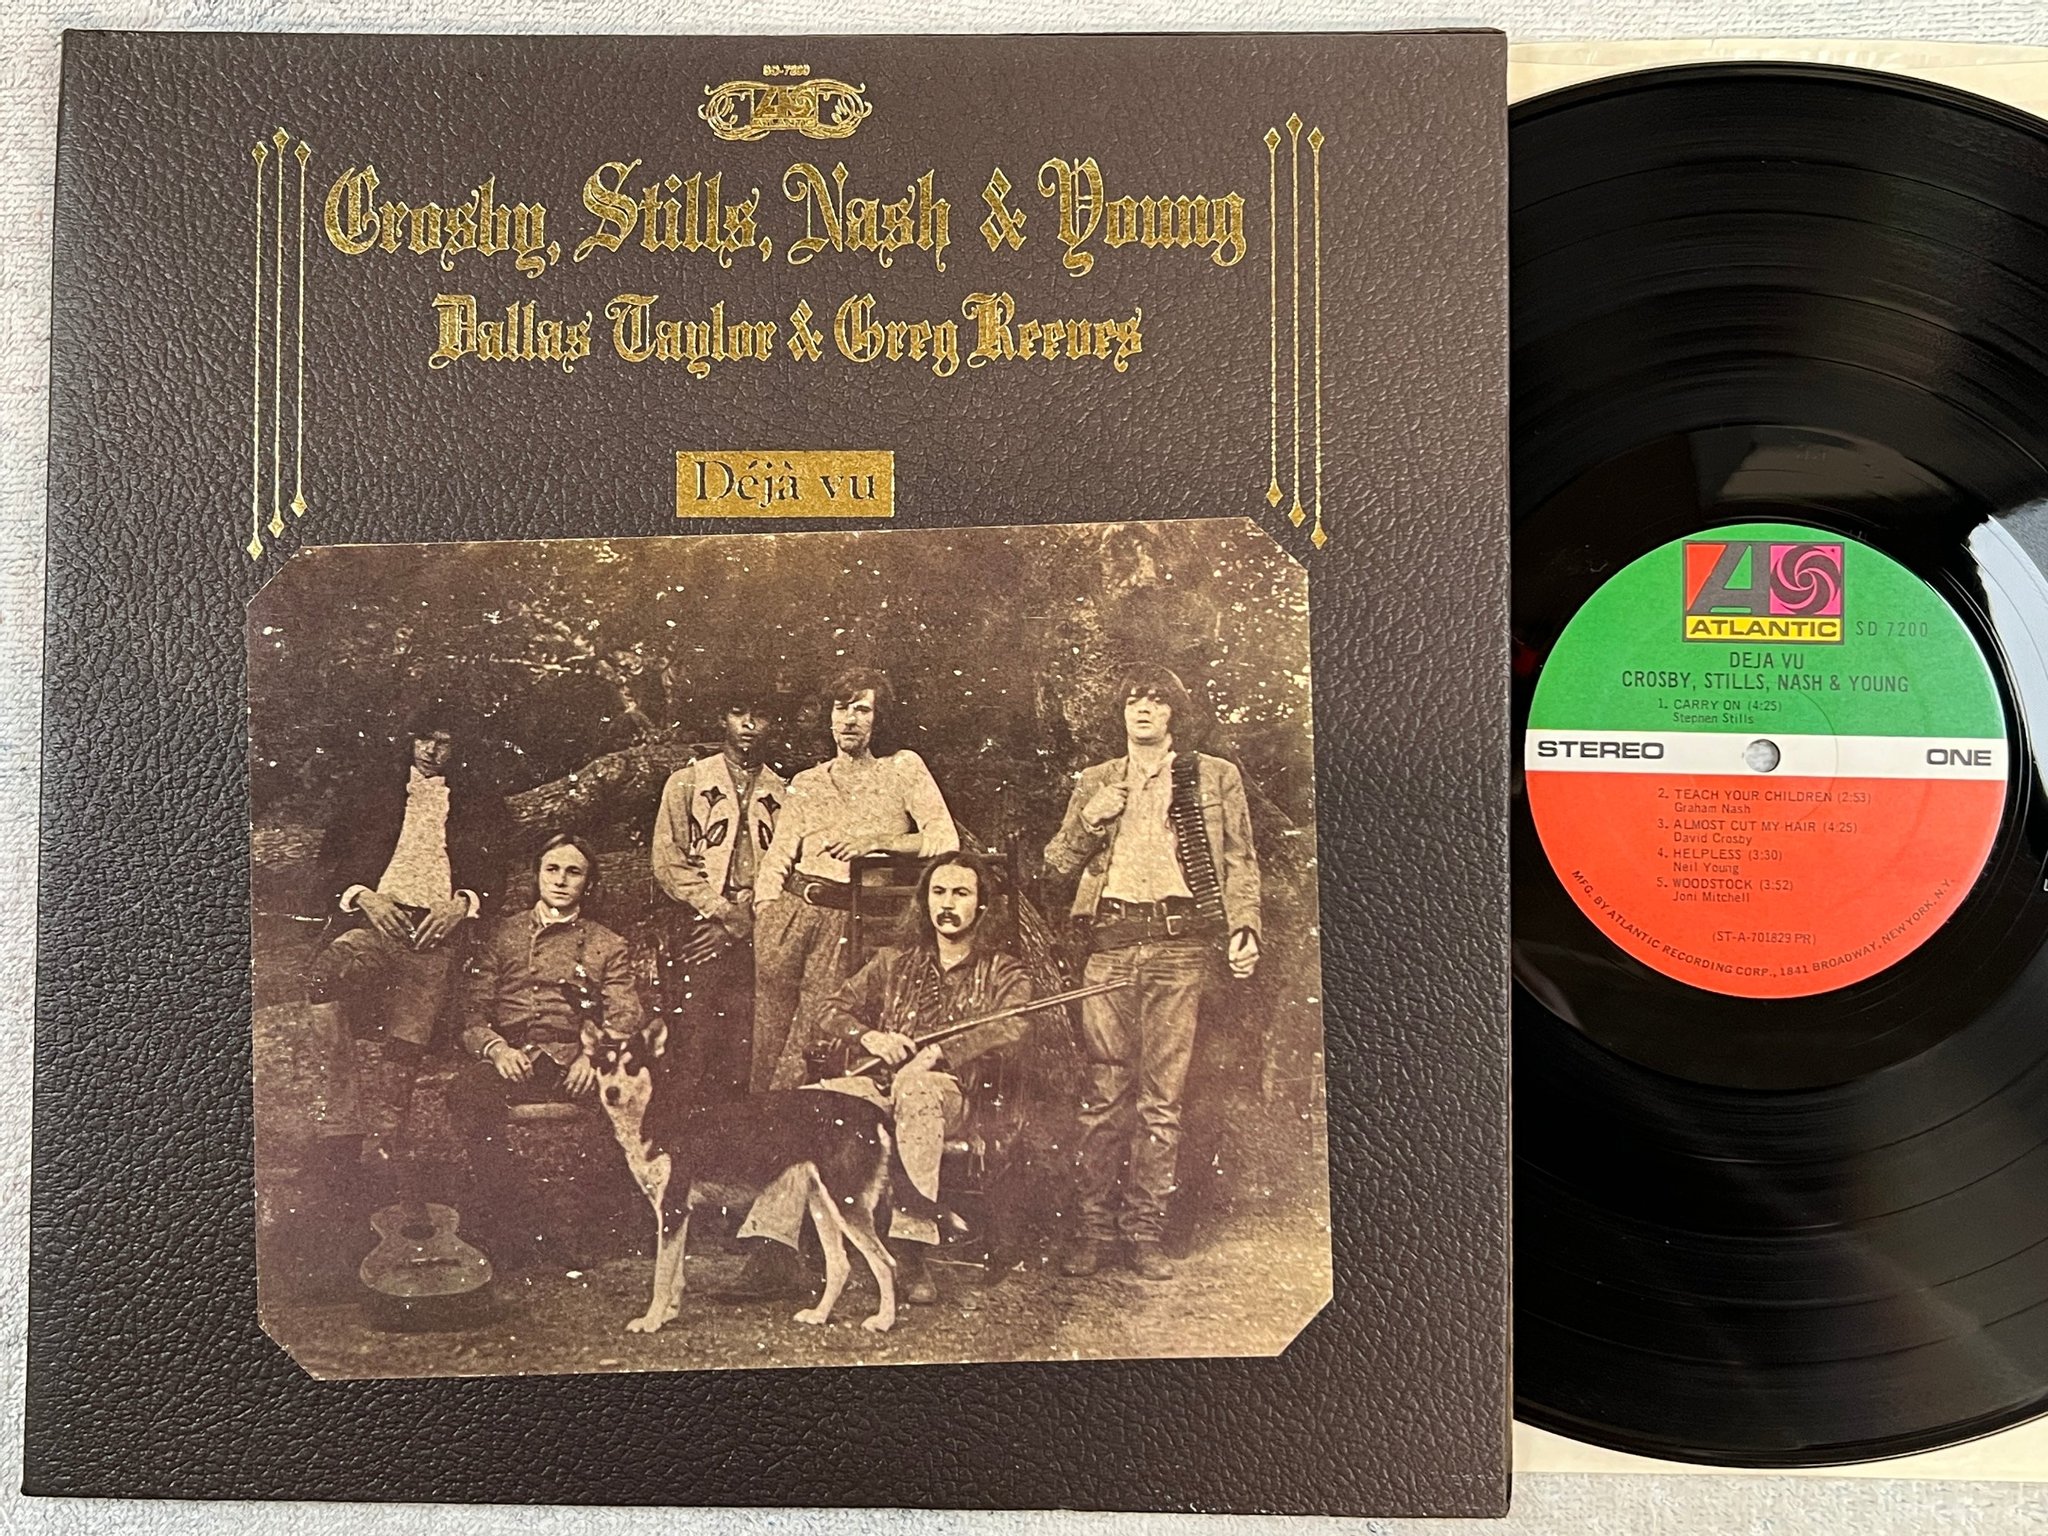 SD-7200
ATLANTIC
Crosby, Stills, Nash & Young
Dallas Taylor & Greg Reeves
Déjà vu
ATLANTIC
SD 7200
DEJA VU
CROSBY, STILLS, NASH & YOUNG
1. CARRY ON (4:25)
Stephen Stills
STEREO
ONE
2. TEACH YOUR CHILDREN (2:53)
Graham Nash
3. ALMOST CUT MY HAIR (4:25)
David Crosby
4. HELPLESS (3:30)
Neil Young
5. WOODSTOCK (3:52)
Joni Mitchell
(ST-A-701829 PR)
MFG. BY ATLANTIC RECORDING CORP., 1841 BROADWAY, NEW YORK, N.Y.